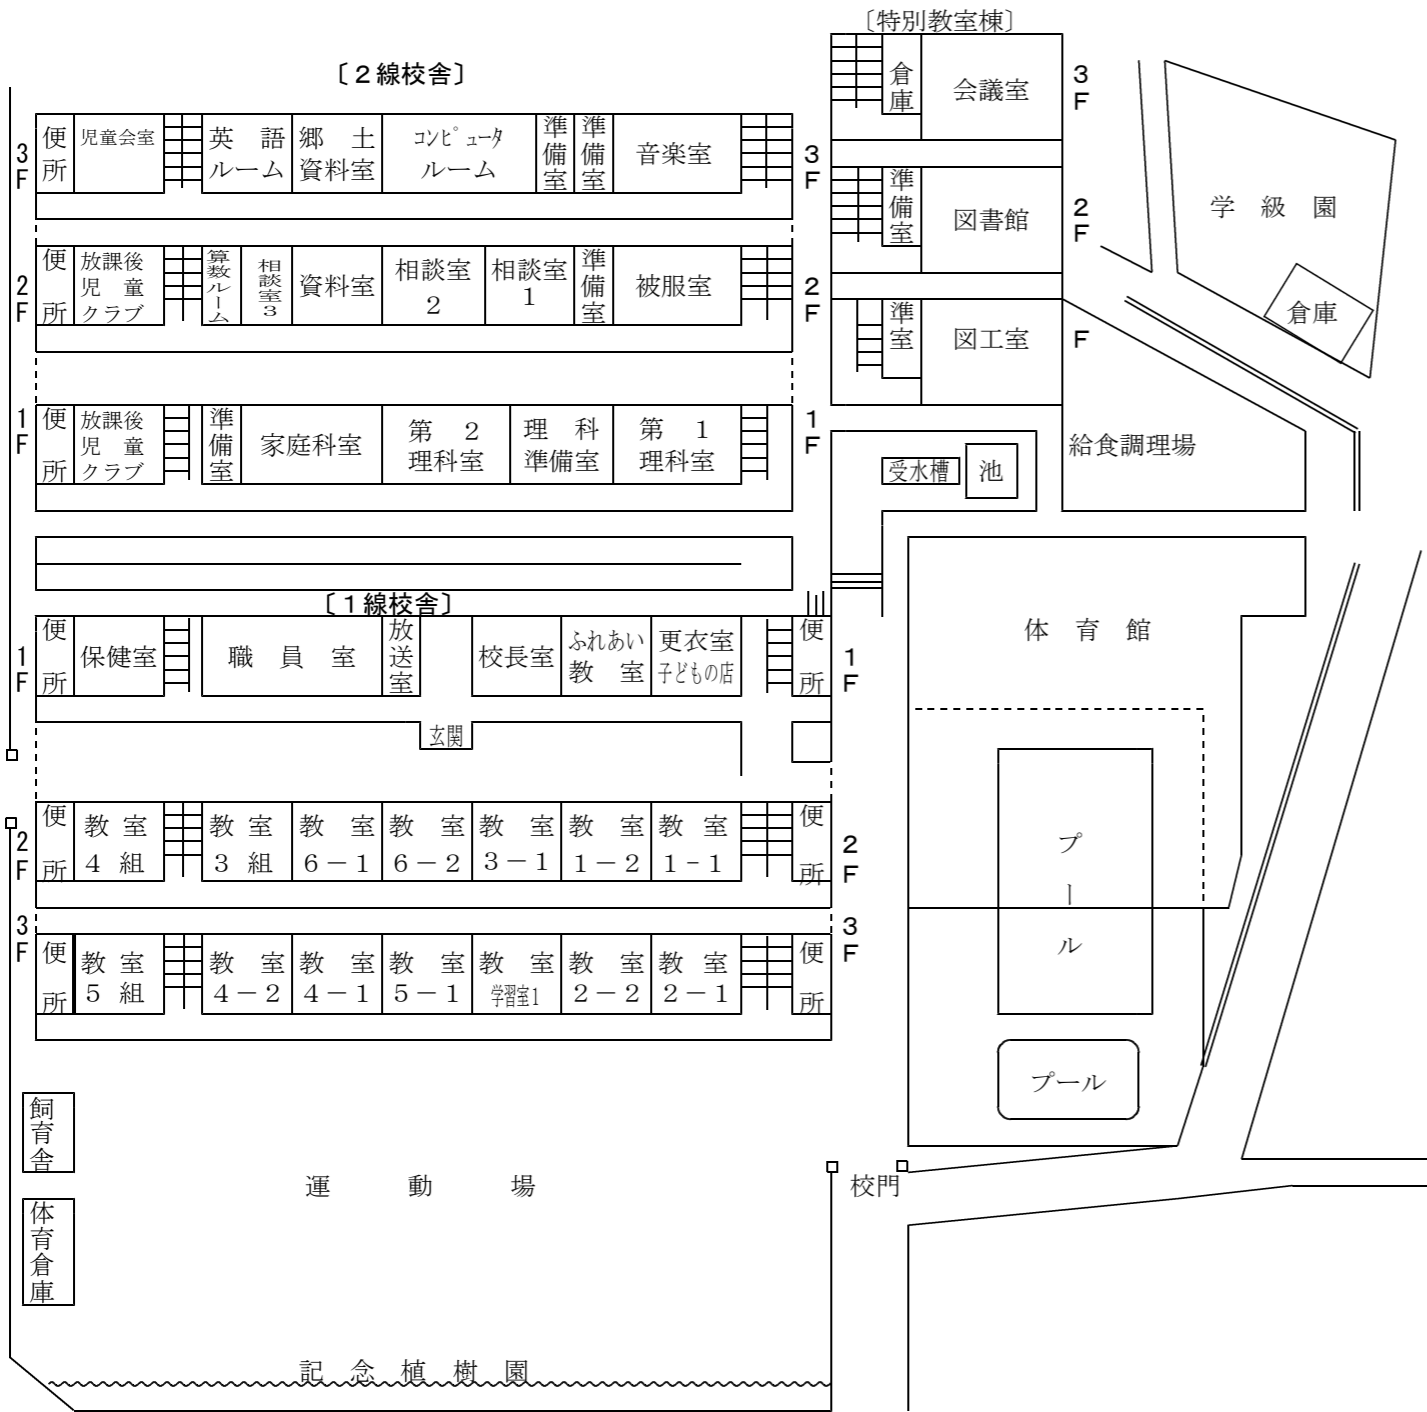 〔特別教室棟〕
倉庫
会議室
3F
準備室
図書館
2F
準室
図工室
F
学級園
倉庫
給食調理場
受水槽
池
〔2線校舎〕
3F
便所
児童会室
英語
ルーム
郷土
資料室
コンピュータ
ルーム
準備室
準備室
音楽室
3F
2F
便所
放課後
児童
クラブ
算数ルーム
相談室3
資料室
相談室
2
相談室
1
準備室
被服室
2F
1F
便所
放課後
児童
クラブ
準備室
家庭科室
第2
理科室
理科
準備室
第1
理科室
1F
〔1線校舎〕
1F
便所
保健室
職員室
放送室
校長室
ふれあい
教室
更衣室
子どもの店
便所
1F
玄関
2F
便所
教室
4組
教室
3組
教室
6-1
教室
6-2
教室
3-1
教室
1-2
教室
1-1
便所
2F
3F
便所
教室
5組
教室
4-2
教室
4-1
教室
5-1
教室
学習室1
教室
2-2
教室
2-1
便所
3F
体育館
プール
プール
飼育舎
体育倉庫
運動場
校門
記念植樹園